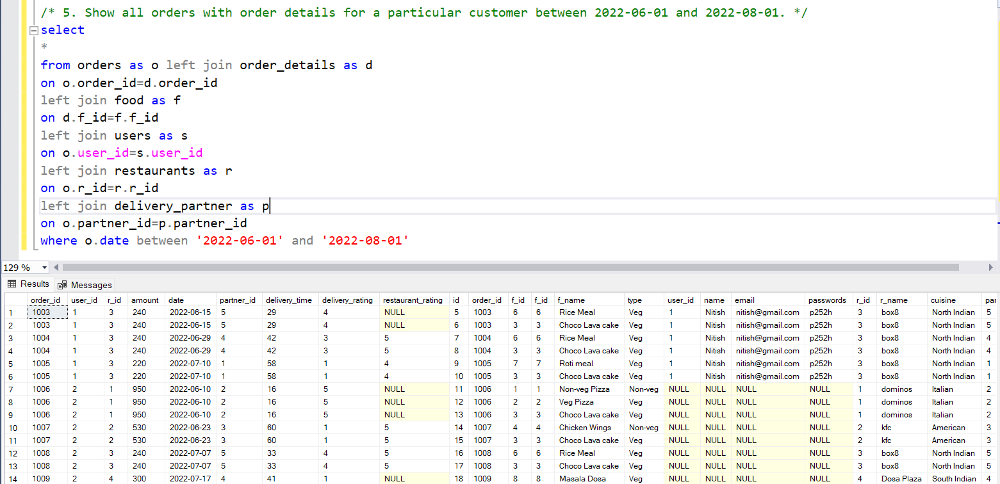 /* 5. Show all orders with order details for a particular customer between 2022-06-01 and 2022-08-01. */
select
*
from orders as o left join order_details as d
on o.order_id=d.order_id
left join food as f
on d.f_id=f.f_id
left join users as s
on o.user_id=s.user_id
left join restaurants as r
on o.r_id=r.r_id
left join delivery_partner as p
on o.partner_id=p.partner_id
where o.date between '2022-06-01' and '2022-08-01'
129 %
Results Messages
order_id user_id r_id amount date partner_id delivery_time delivery_rating restaurant_rating id order_id f_id f_id f_name type user_id name email passwords r_id r_name cuisine par
1 1003 1 3 240 2022-06-15 5 29 4 NULL 5 1003 6 6 Rice Meal Veg 1 Nitish nitish@gmail.com p252h 3 box8 North Indian 5
2 1003 1 3 240 2022-06-15 5 29 4 NULL 6 1003 3 3 Choco Lava cake Veg 1 Nitish nitish@gmail.com p252h 3 box8 North Indian 5
3 1004 1 3 240 2022-06-29 4 42 3 5 7 1004 6 6 Rice Meal Veg 1 Nitish nitish@gmail.com p252h 3 box8 North Indian 4
4 1004 1 3 240 2022-06-29 4 42 3 5 8 1004 3 3 Choco Lava cake Veg 1 Nitish nitish@gmail.com p252h 3 box8 North Indian 4
5 1005 1 3 220 2022-07-10 1 58 1 4 9 1005 7 7 Roti meal Veg 1 Nitish nitish@gmail.com p252h 3 box8 North Indian 1
6 1005 1 3 220 2022-07-10 1 58 1 4 10 1005 3 3 Choco Lava cake Veg 1 Nitish nitish@gmail.com p252h 3 box8 North Indian 1
7 1006 2 1 950 2022-06-10 2 16 5 NULL 11 1006 1 1 Non-veg Pizza Non-veg NULL NULL NULL NULL 1 dominos Italian 2
8 1006 2 1 950 2022-06-10 2 16 5 NULL 12 1006 2 2 Veg Pizza Veg NULL NULL NULL NULL 1 dominos Italian 2
9 1006 2 1 950 2022-06-10 2 16 5 NULL 13 1006 3 3 Choco Lava cake Veg NULL NULL NULL NULL 1 dominos Italian 2
10 1007 2 2 530 2022-06-23 3 60 1 5 14 1007 4 4 Chicken Wings Non-veg NULL NULL NULL NULL 2 kfc American 3
11 1007 2 2 530 2022-06-23 3 60 1 5 15 1007 3 3 Choco Lava cake Veg NULL NULL NULL NULL 2 kfc American 3
12 1008 2 3 240 2022-07-07 5 33 4 5 16 1008 6 6 Rice Meal Veg NULL NULL NULL NULL 3 box8 North Indian 5
13 1008 2 3 240 2022-07-07 5 33 4 5 17 1008 3 3 Choco Lava cake Veg NULL NULL NULL NULL 3 box8 North Indian 5
14 1009 2 4 300 2022-07-17 4 41 1 NULL 18 1009 8 8 Masala Dosa Veg NULL NULL NULL NULL 4 Dosa Plaza South Indian 4